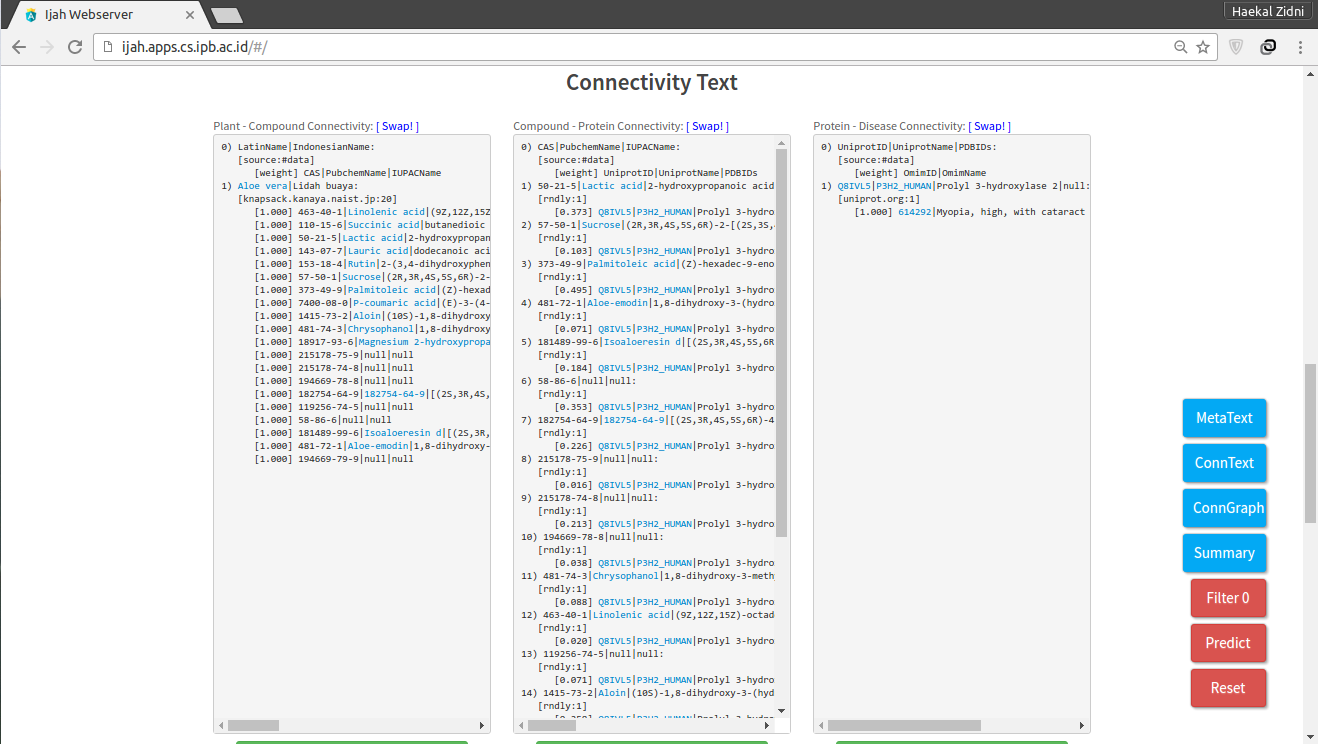 Ijah Webserver
Haekal Zidni
ijah.apps.cs.ipb.ac.id/#/
Connectivity Text
Plant - Compound Connectivity: [ Swap! ]
0) LatinName|IndonesianName:
[source:#data]
[weight] CAS|PubchemName|IUPACName
1) Aloe vera|Lidah buaya:
[knapsack.kanaya.naist.jp:20]
[1.000] 463-40-1|Linolenic acid|(9Z,12Z,15Z
[1.000] 110-15-6|Succinic acid|butanedioic
[1.000] 50-21-5|Lactic acid|2-hydroxypropan
[1.000] 143-07-7|Lauric acid|dodecanoic aci
[1.000] 153-18-4|Rutin|2-(3,4-dihydroxyphen
[1.000] 57-50-1|Sucrose|(2R,3R,4S,5S,6R)-2-
[1.000] 373-49-9|Palmitoleic acid|(Z)-hexad
[1.000] 7400-08-0|P-coumaric acid|(E)-3-(4-
[1.000] 1415-73-2|Aloin|(10S)-1,8-dihydroxy
[1.000] 481-74-3|Chrysophanol|1,8-dihydroxy
[1.000] 18917-93-6|Magnesium 2-hydroxypropa
[1.000] 215178-75-9|null|null
[1.000] 215178-74-8|null|null
[1.000] 194669-78-8|null|null
[1.000] 182754-64-9|182754-64-9|[(2S,3R,4S,
[1.000] 119256-74-5|null|null
[1.000] 58-86-6|null|null
[1.000] 181489-99-6|Isoaloeresin d|[(2S,3R,
[1.000] 481-72-1|Aloe-emodin|1,8-dihydroxy-
[1.000] 194669-79-9|null|null
Compound - Protein Connectivity: [ Swap! ]
0) CAS|PubchemName|IUPACName:
[source:#data]
[weight] UniprotID|UniprotName|PDBIDs
1) 50-21-5|Lactic acid|2-hydroxypropanoic acid
[rndly:1]
[0.373] Q8IVL5|P3H2_HUMAN|Prolyl 3-hydro
2) 57-50-1|Sucrose|(2R,3R,4S,5S,6R)-2-[(2S,3S,
[rndly:1]
[0.103] Q8IVL5|P3H2_HUMAN|Prolyl 3-hydro
3) 373-49-9|Palmitoleic acid|(Z)-hexadec-9-eno
[rndly:1]
[0.495] Q8IVL5|P3H2_HUMAN|Prolyl 3-hydro
4) 481-72-1|Aloe-emodin|1,8-dihydroxy-3-(hydro
[rndly:1]
[0.071] Q8IVL5|P3H2_HUMAN|Prolyl 3-hydro
5) 181489-99-6|Isoaloeresin d|[(2S,3R,4S,5S,6R
[rndly:1]
[0.184] Q8IVL5|P3H2_HUMAN|Prolyl 3-hydro
6) 58-86-6|null|null:
[rndly:1]
[0.353] Q8IVL5|P3H2_HUMAN|Prolyl 3-hydro
7) 182754-64-9|182754-64-9|[(2S,3R,4S,5S,6R)-4
[rndly:1]
[0.226] Q8IVL5|P3H2_HUMAN|Prolyl 3-hydro
8) 215178-75-9|null|null:
[rndly:1]
[0.016] Q8IVL5|P3H2_HUMAN|Prolyl 3-hydro
9) 215178-74-8|null|null:
[rndly:1]
[0.213] Q8IVL5|P3H2_HUMAN|Prolyl 3-hydro
10) 194669-78-8|null|null:
[rndly:1]
[0.038] Q8IVL5|P3H2_HUMAN|Prolyl 3-hydro
11) 481-74-3|Chrysophanol|1,8-dihydroxy-3-meth
[rndly:1]
[0.088] Q8IVL5|P3H2_HUMAN|Prolyl 3-hydro
12) 463-40-1|Linolenic acid|(9Z,12Z,15Z)-octad
[rndly:1]
[0.020] Q8IVL5|P3H2_HUMAN|Prolyl 3-hydro
13) 119256-74-5|null|null:
[rndly:1]
[0.071] Q8IVL5|P3H2_HUMAN|Prolyl 3-hydro
14) 1415-73-2|Aloin|(10S)-1,8-dihydroxy-3-(hyd
[rndly:1]
Protein - Disease Connectivity: [ Swap! ]
0) UniprotID|UniprotName|PDBIDs:
[source:#data]
[weight] OmimID|OmimName
1) Q8IVL5|P3H2_HUMAN|Prolyl 3-hydroxylase 2|null:
[uniprot.org:1]
[1.000] 614292|Myopia, high, with cataract
MetaText
ConnText
ConnGraph
Summary
Filter 0
Predict
Reset